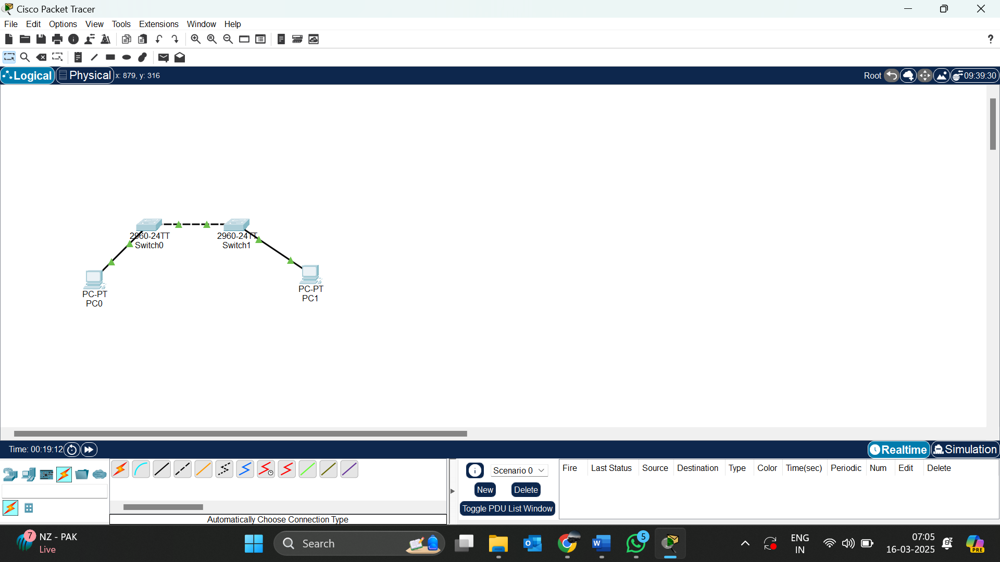 Cisco Packet Tracer
File Edit Options View Tools Extensions Window Help
?
Logical Physical x: 879, y: 316 Root 09:39:30
2960-24TT
Switch0
2960-24TT
Switch1
PC-PT
PC0
PC-PT
PC1
Time: 00:19:12 Realtime Simulation
Scenario 0
New Delete
Toggle PDU List Window
Fire Last Status Source Destination Type Color Time(sec) Periodic Num Edit Delete
Automatically Choose Connection Type
7 NZ - PAK
Live
Search
5
ENG
IN
07:05
16-03-2025
PRE